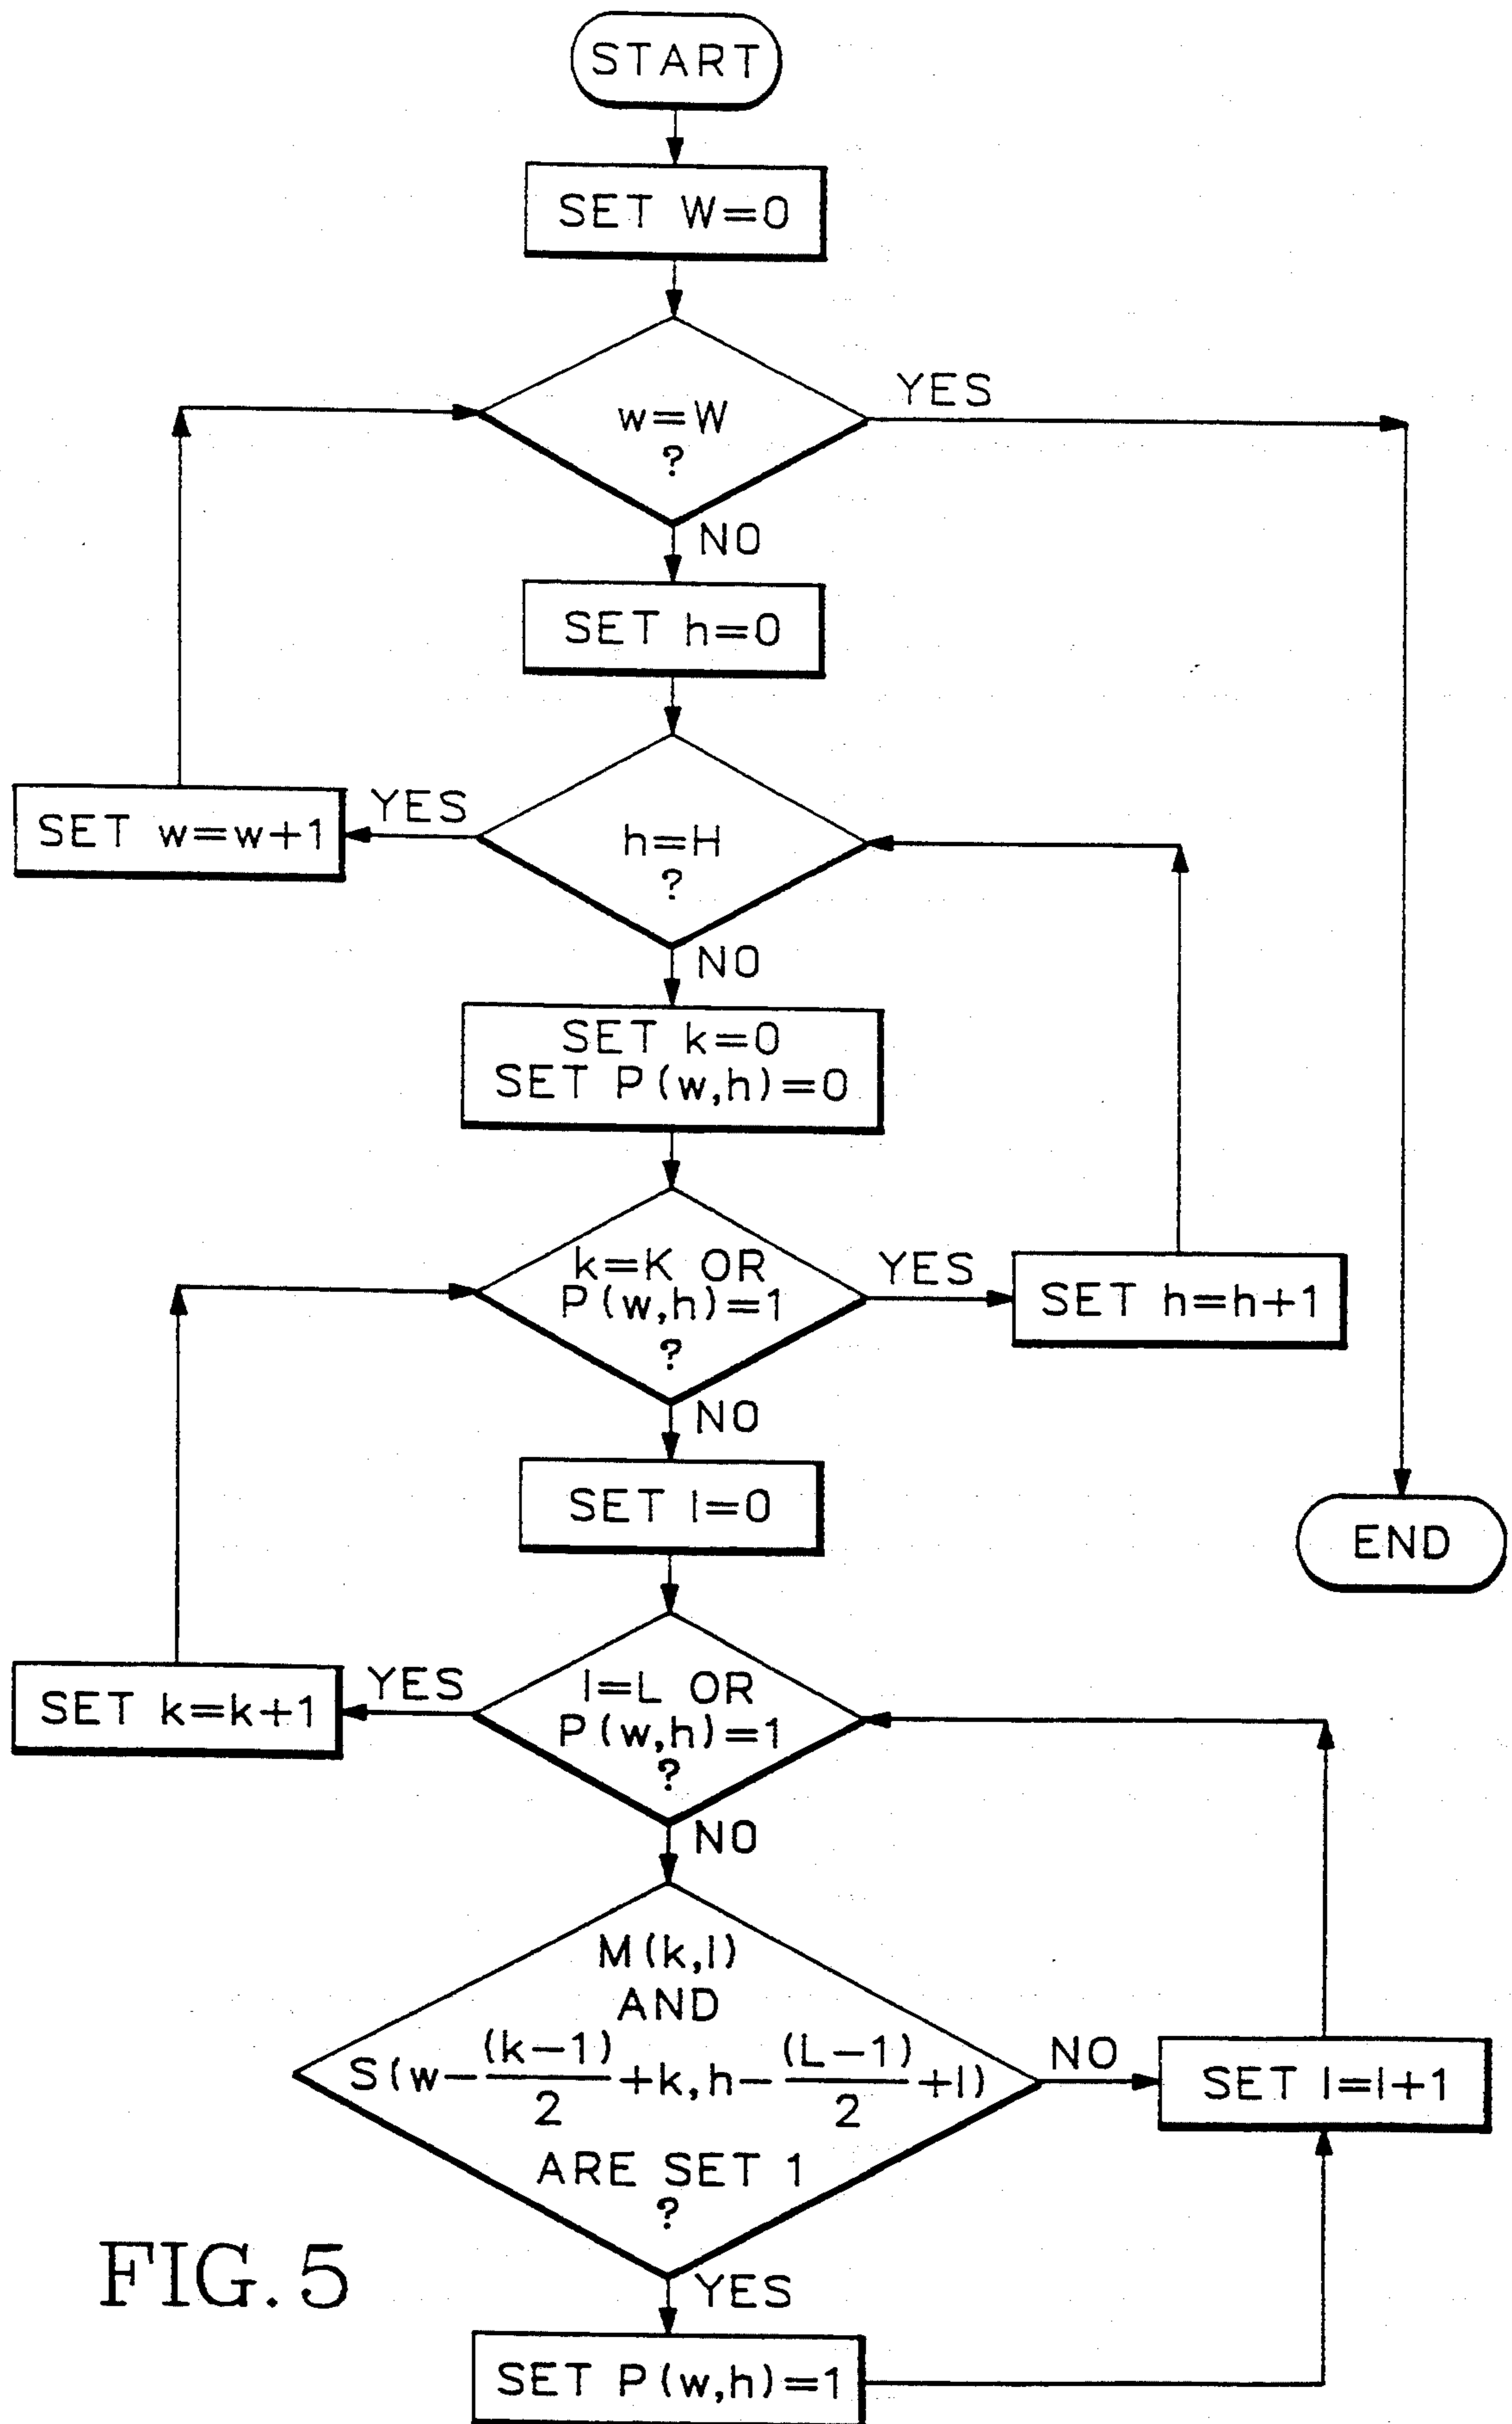 START
SET W=0
w=W
?
YES
NO
SET h=0
SET w=w+1
YES
h=H
?
NO
SET k=0
SET P(w,h)=0
k=K OR
P(w,h)=1
?
YES
SET h=h+1
NO
SET l=0
END
SET k=k+1
YES
l=L OR
P(w,h)=1
?
NO
M(k,l)
AND
S(w-(k-1)/2+k,h-(L-1)/2+l)
ARE SET 1
?
NO
SET l=l+1
YES
SET P(w,h)=1
FIG. 5